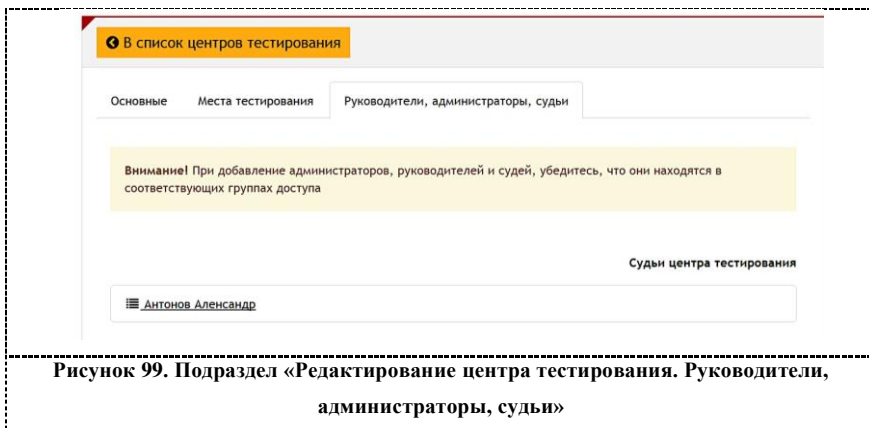 В список центров тестирования
Основные Места тестирования Руководители, администраторы, судьи
Внимание! При добавление администраторов, руководителей и судей, убедитесь, что они находятся в
соответствующих группах доступа
Судьи центра тестирования
Антонов Аленсандр
Рисунок 99. Подраздел «Редактирование центра тестирования. Руководители,
администраторы, судьи»